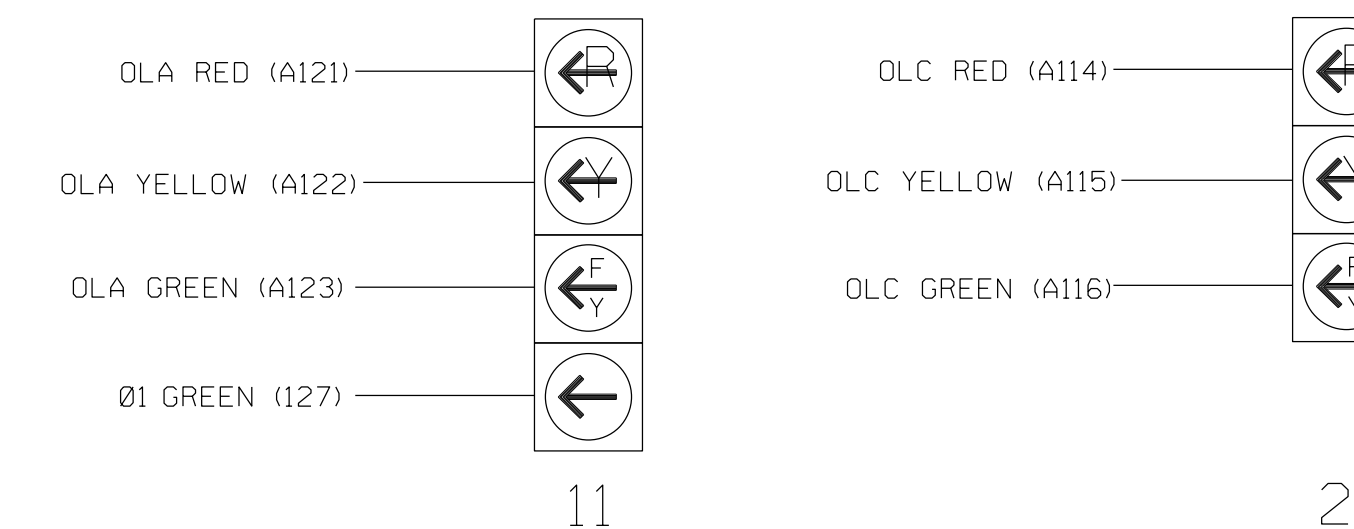 OLA RED (A121)
R
OLA YELLOW (A122)
Y
OLA GREEN (A123)
F
Y
Ø1 GREEN (127)
11
OLC RED (A114)
OLC YELLOW (A115)
OLC GREEN (A116)
2